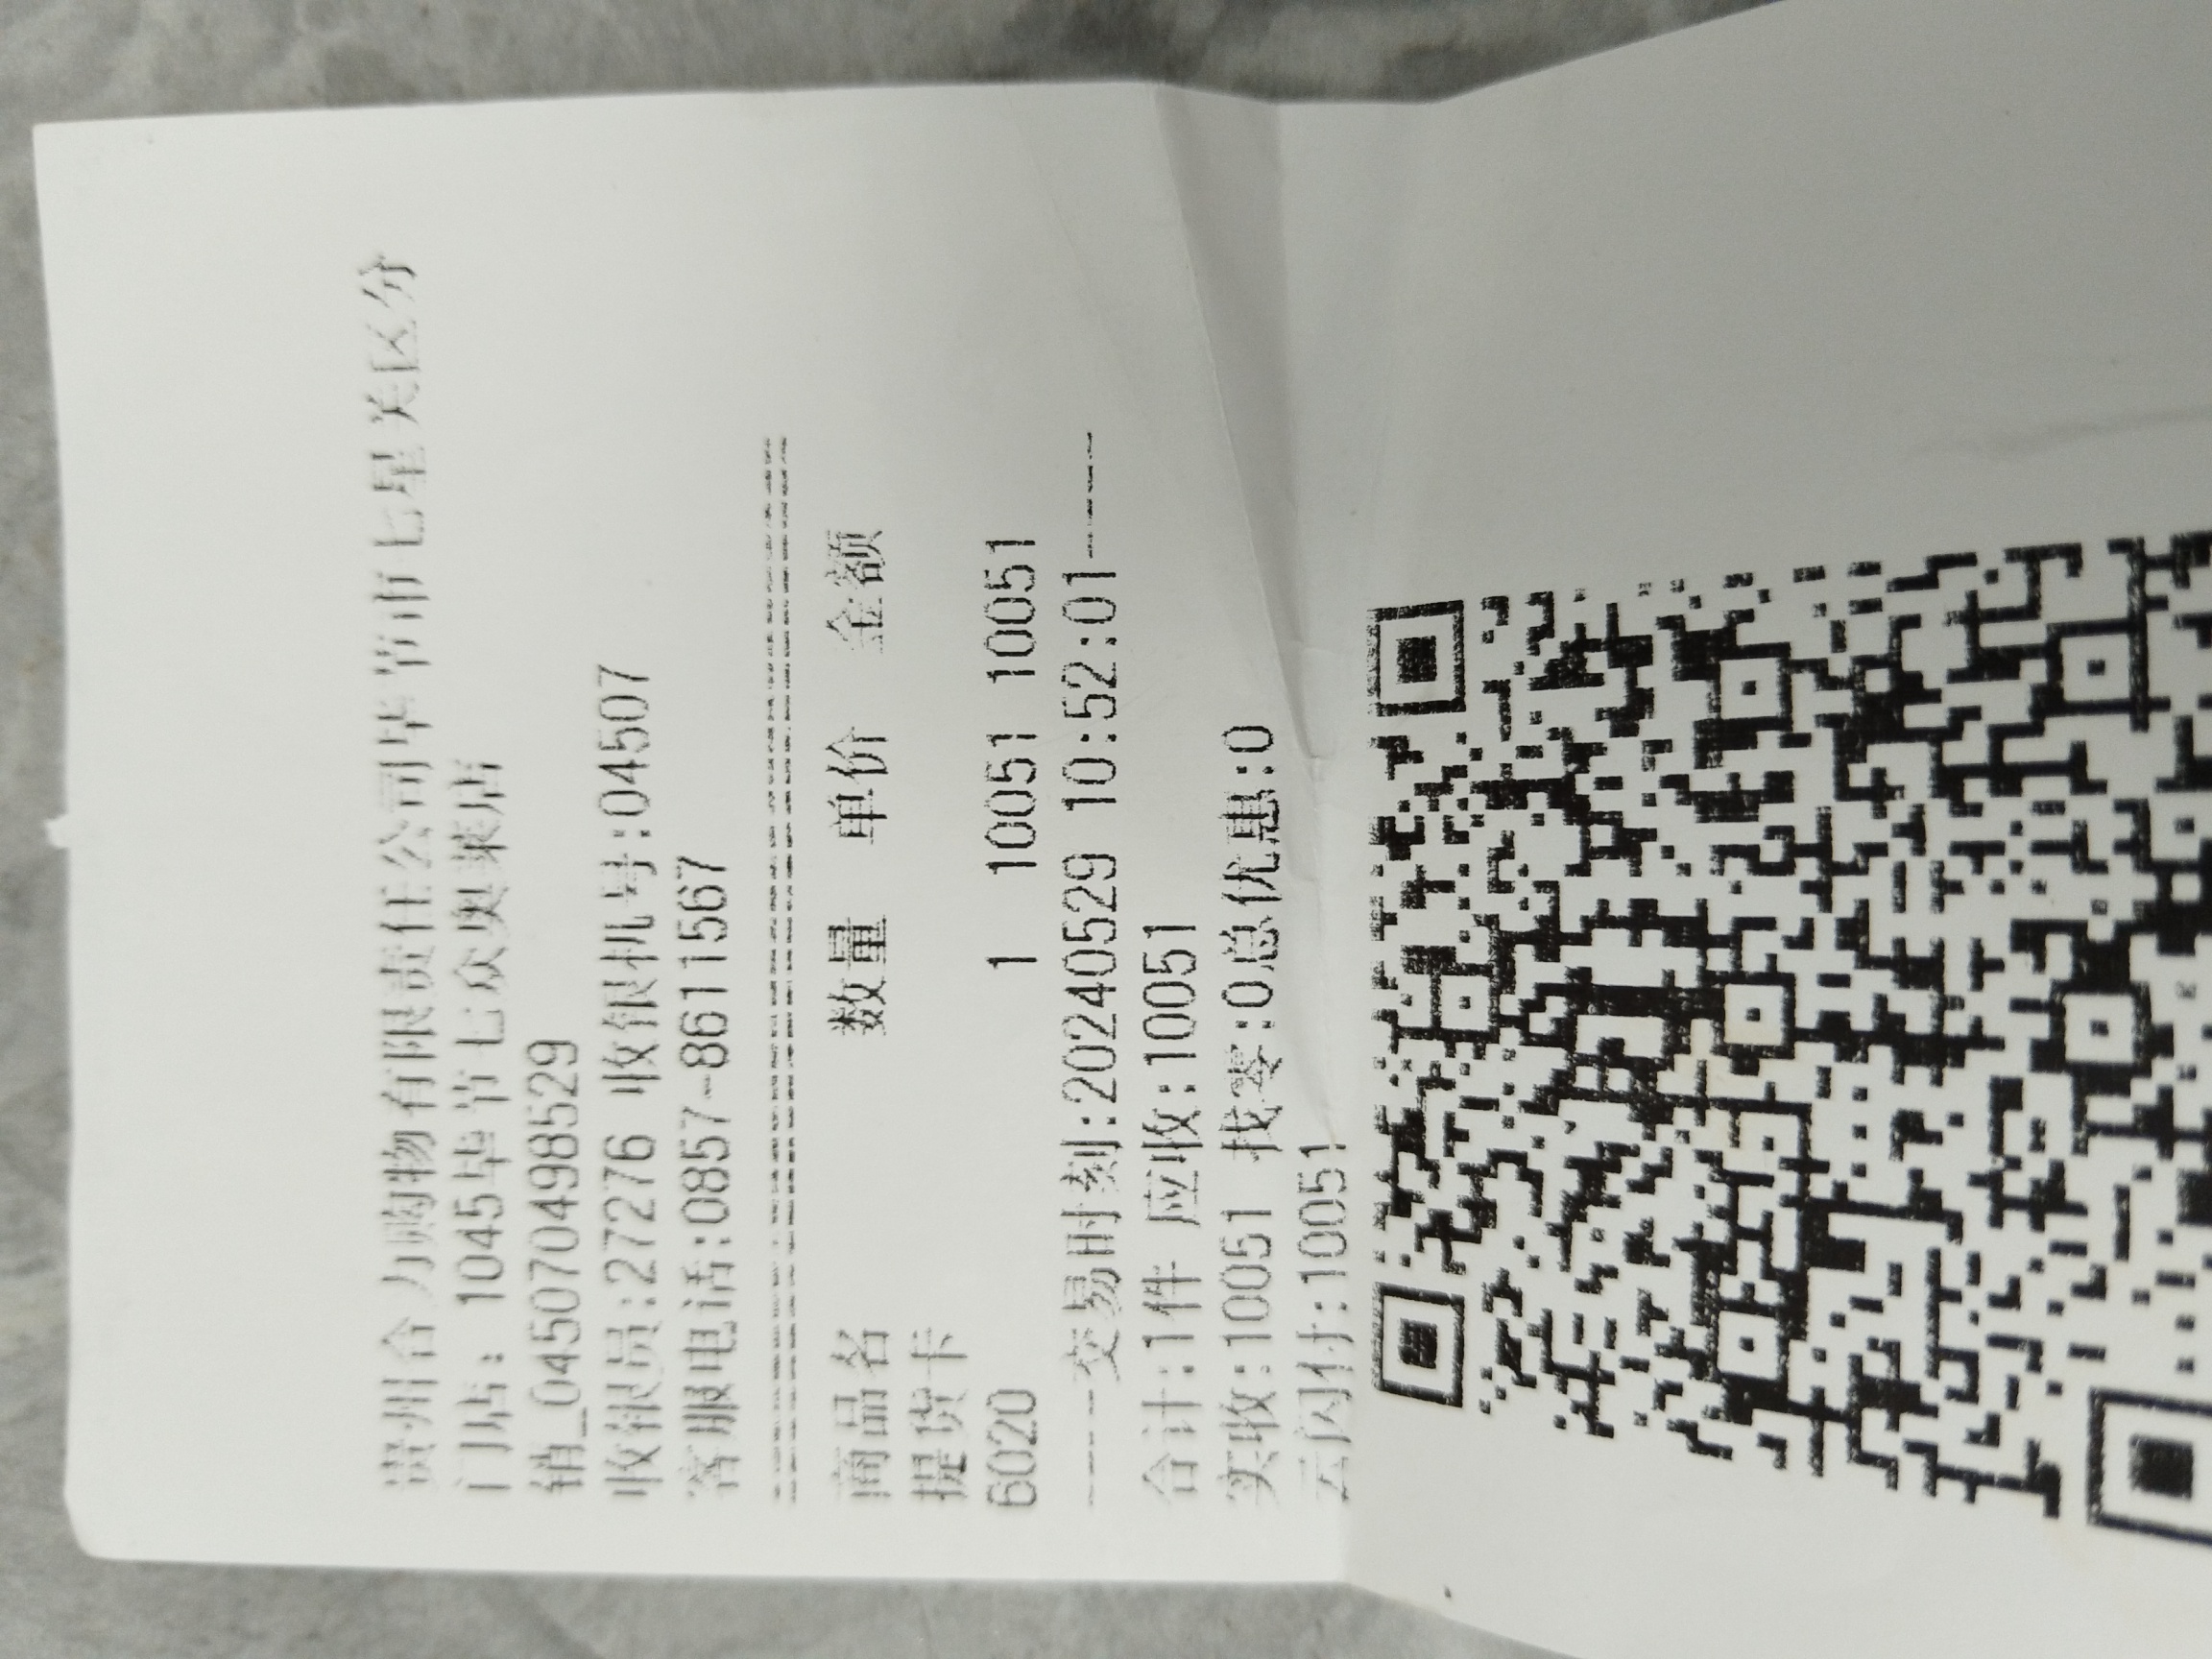 贵州合力购物有限责任公司毕节市七星关区分
门店：1045毕节七众奥莱店
销_045070498529
收银员:27276 收银机号:04507
客服电话:0857-8611567
================================
商品名 数量 单价 金额
提货卡
6020 1 10051 10051
----交易时刻:20240529 10:52:01----
合计:1件 应收:10051
实收:10051 找零:0总优惠:0
云闪付:10051